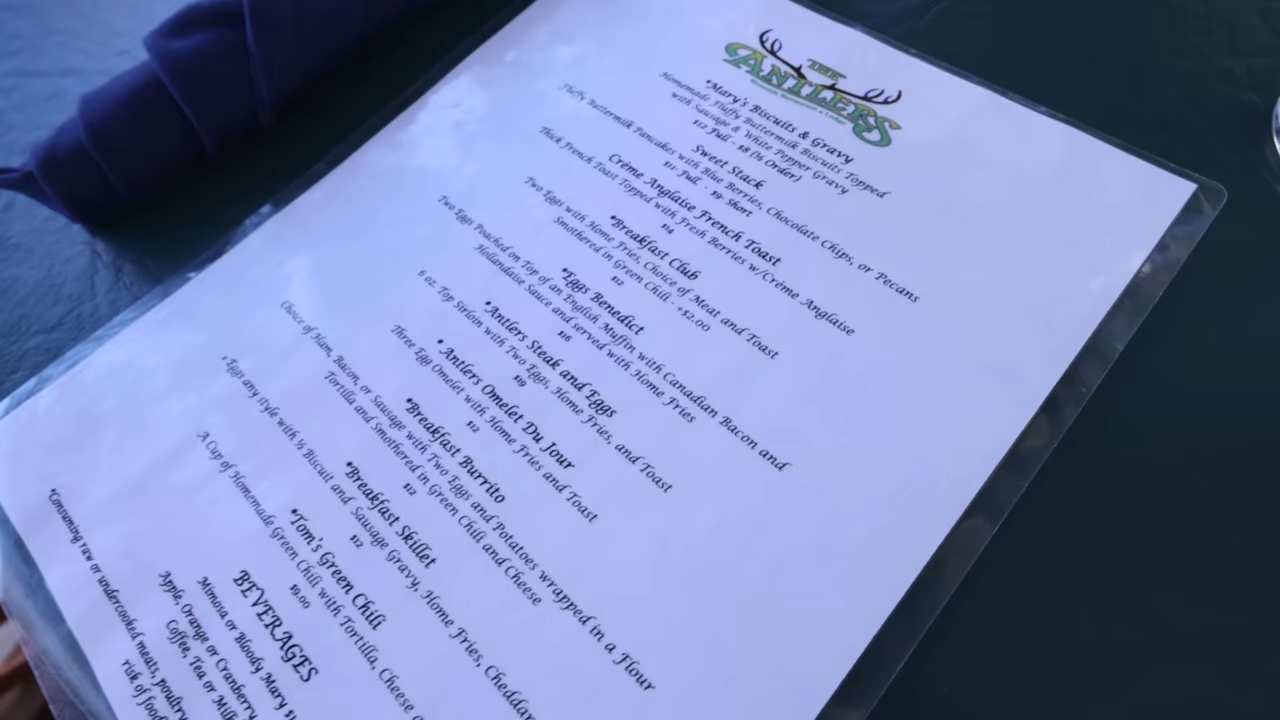 THE
ANTLERS
*Mary's Biscuits & Gravy
Homemade Fluffy Buttermilk Biscuits Topped
with Sausage & White Pepper Gravy
$12 Full - $8 (½ Order)
Sweet Stack
Fluffy Buttermilk Pancakes with Blue Berries, Chocolate Chips, or Pecans
$11- Full - $9-Short
Crème Anglaise French Toast
Thick French Toast Topped with Fresh Berries w/Crème Anglaise
$14
*Breakfast Club
Two Eggs with Home Fries, Choice of Meat and Toast
Smothered in Green Chili - +$2.00
$12
*Eggs Benedict
Two Eggs Poached on Top of an English Muffin with Canadian Bacon and
Hollandaise Sauce and served with Home Fries
$16
*Antlers Steak and Eggs
6 oz. Top Sirloin with Two Eggs, Home Fries, and Toast
$19
* Antlers Omelet Du Jour
Three Egg Omelet with Home Fries and Toast
$12
*Breakfast Burrito
Choice of Ham, Bacon, or Sausage with Two Eggs and Potatoes wrapped in a Flour
Tortilla and Smothered in Green Chili and Cheese
$12
*Breakfast Skillet
Eggs any style with ½ Biscuit and Sausage Gravy, Home Fries, Cheddar
$12
*Tom's Green Chili
A Cup of Homemade Green Chili with Tortilla, Cheese
$9.00
BEVERAGES
Mimosa or Bloody Mary
Apple, Orange or Cranberry
Coffee, Tea or Milk
*Consuming raw or undercooked meats, poultry
risk of food